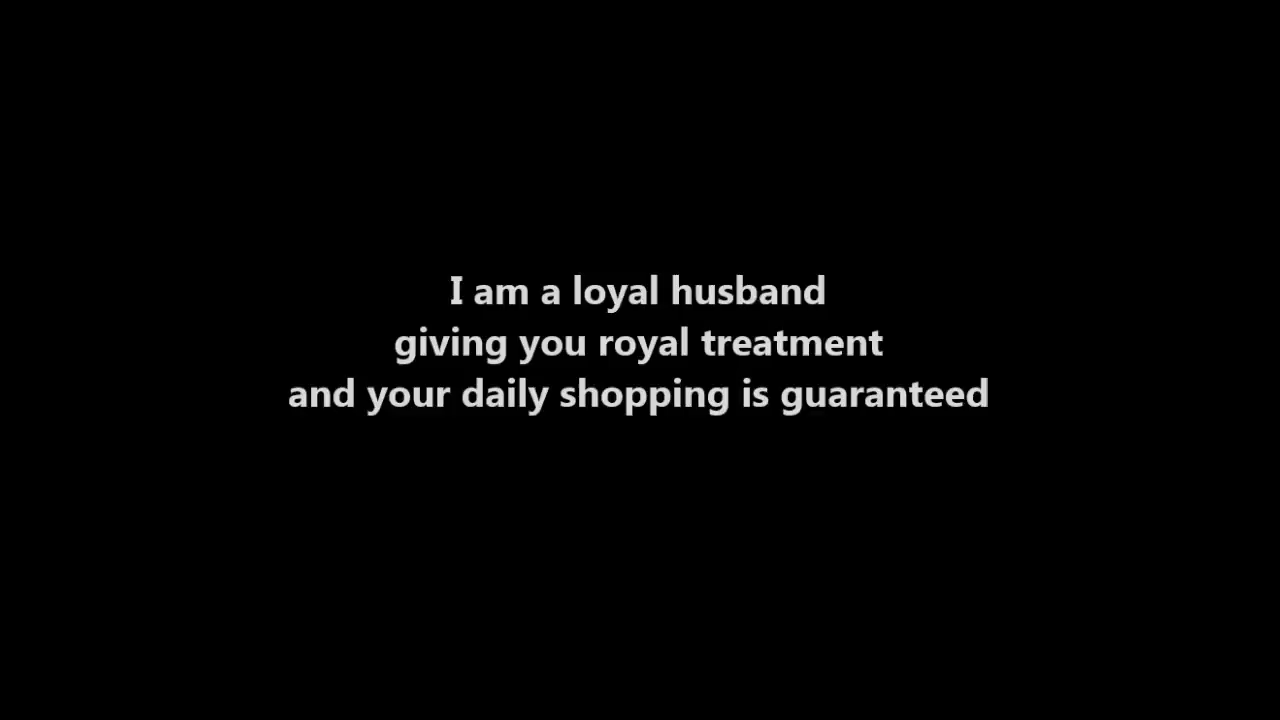 I am a loyal husband
giving you royal treatment
and your daily shopping is guaranteed